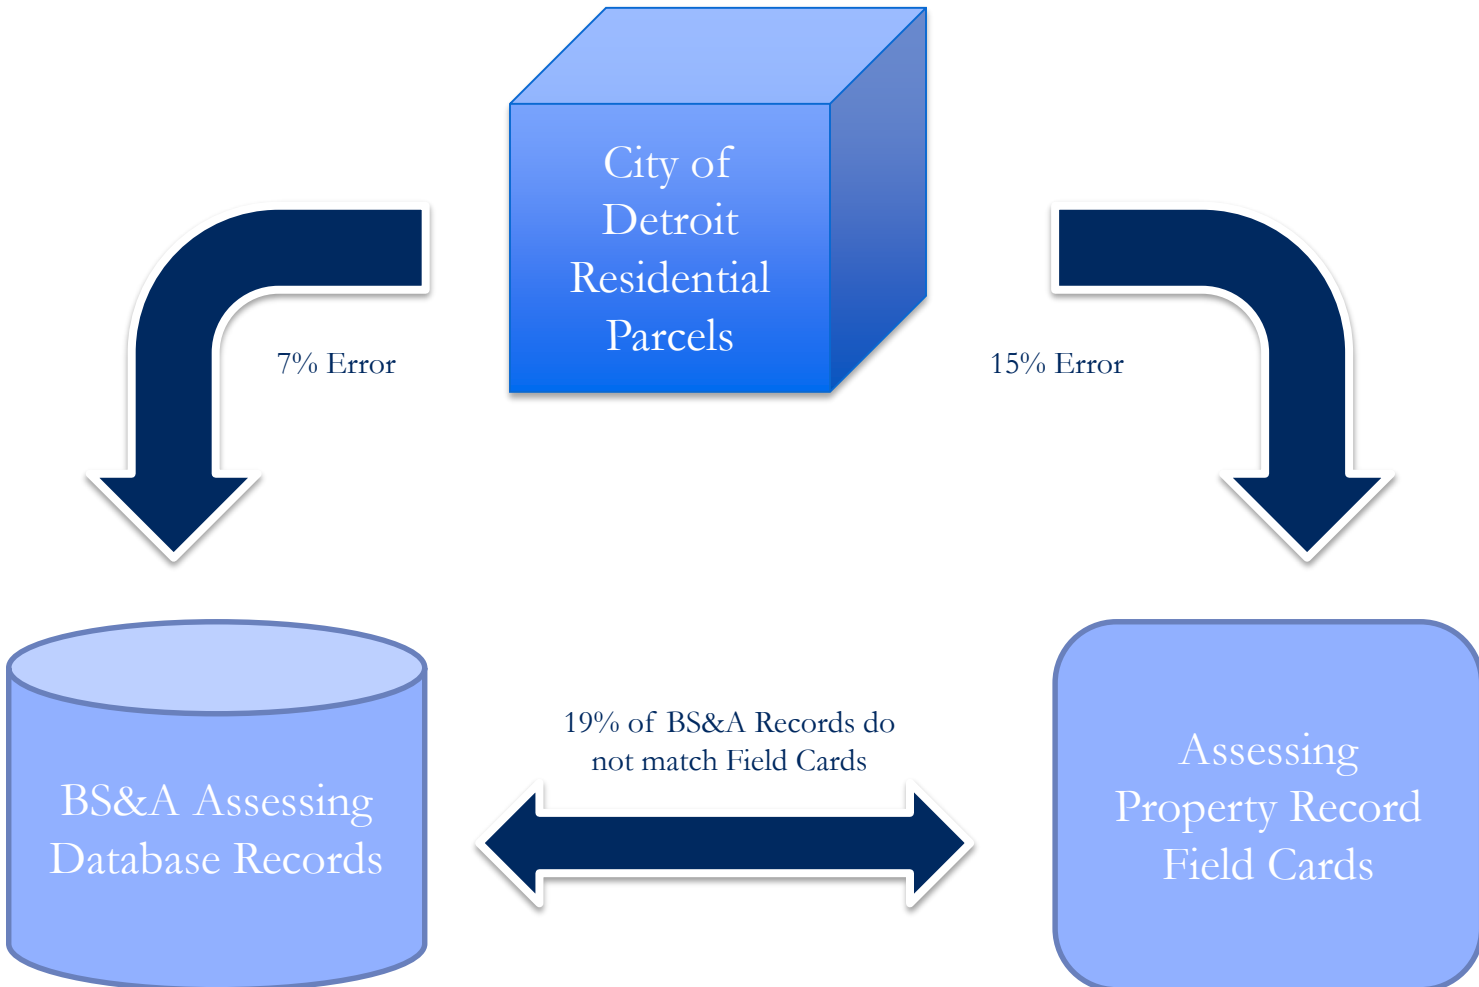 City of
Detroit
Residential
Parcels
7% Error
15% Error
19% of BS&A Records do
not match Field Cards
BS&A Assessing
Database Records
Assessing
Property Record
Field Cards